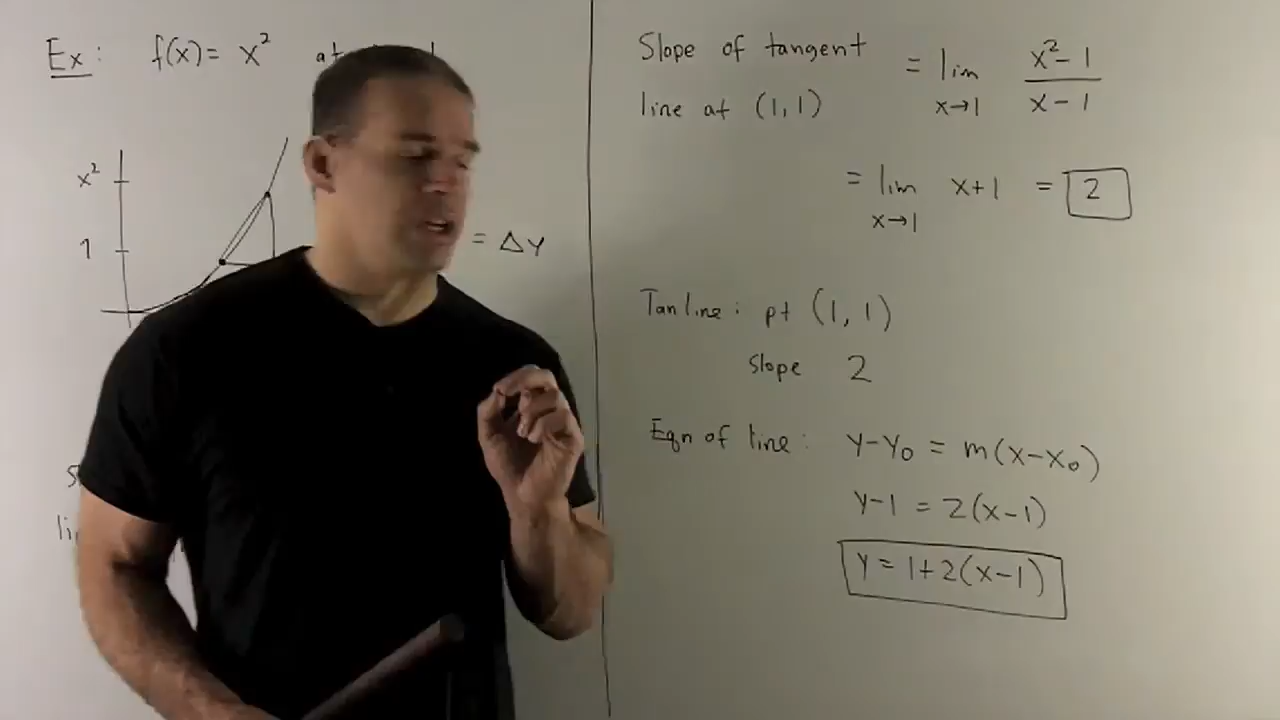 Ex: f(x) = x²
x²
1
= Δy
Slope of tangent
line at (1, 1)
= lim x→1 (x² - 1)/(x - 1)
= lim x→1 x+1 = 2
Tan line: pt (1, 1)
slope 2
Eqn of line: y-y₀ = m(x-x₀)
y-1 = 2(x-1)
y = 1+2(x-1)